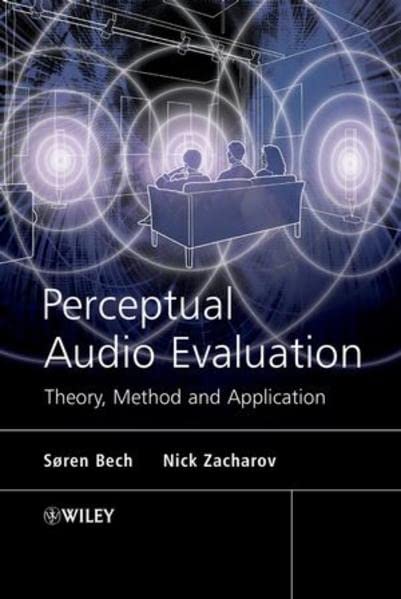 Perceptual
Audio Evaluation
Theory, Method and Application
Søren Bech Nick Zacharov
WILEY